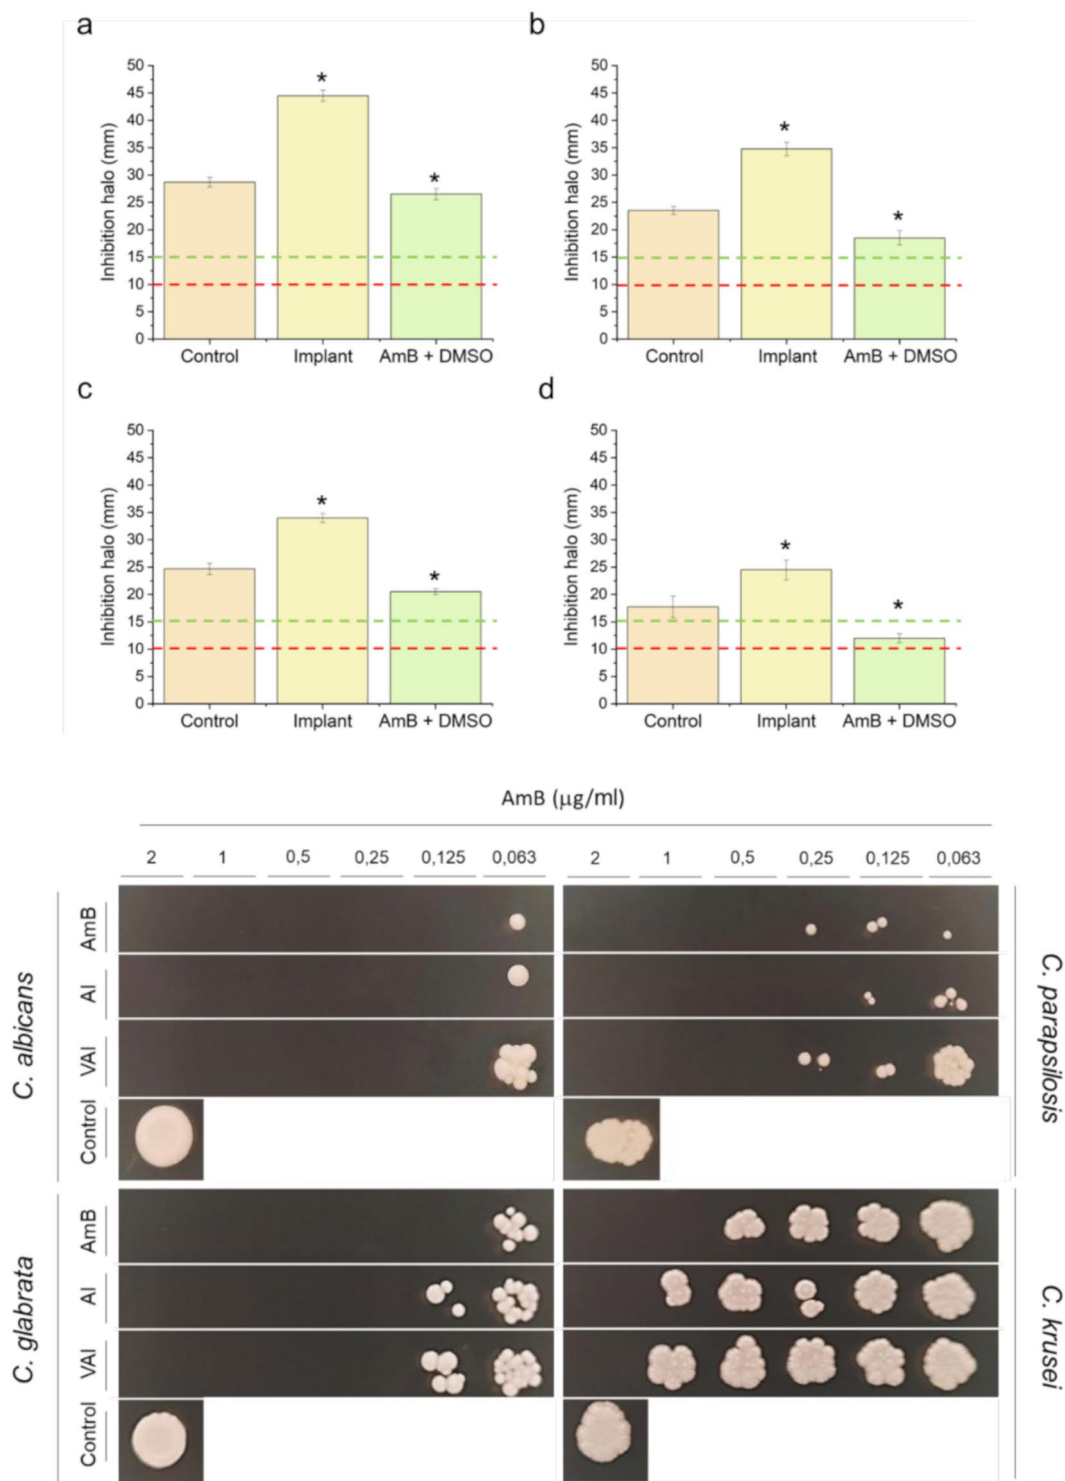 a
b
50
45
40
35
30
25
20
15
10
5
0
Inhibition halo (mm)
*
*
Control
Implant
AmB + DMSO
50
45
40
35
30
25
20
15
10
5
0
Inhibition halo (mm)
*
*
Control
Implant
AmB + DMSO
c
d
50
45
40
35
30
25
20
15
10
5
0
Inhibition halo (mm)
*
*
Control
Implant
AmB + DMSO
50
45
40
35
30
25
20
15
10
5
0
Inhibition halo (mm)
*
*
Control
Implant
AmB + DMSO
AmB (μg/ml)
2 1 0,5 0,25 0,125 0,063 2 1 0,5 0,25 0,125 0,063
C. albicans
AmB
AI
VAI
Control
C. parapsilosis
C. glabrata
AmB
AI
VAI
Control
C. krusei